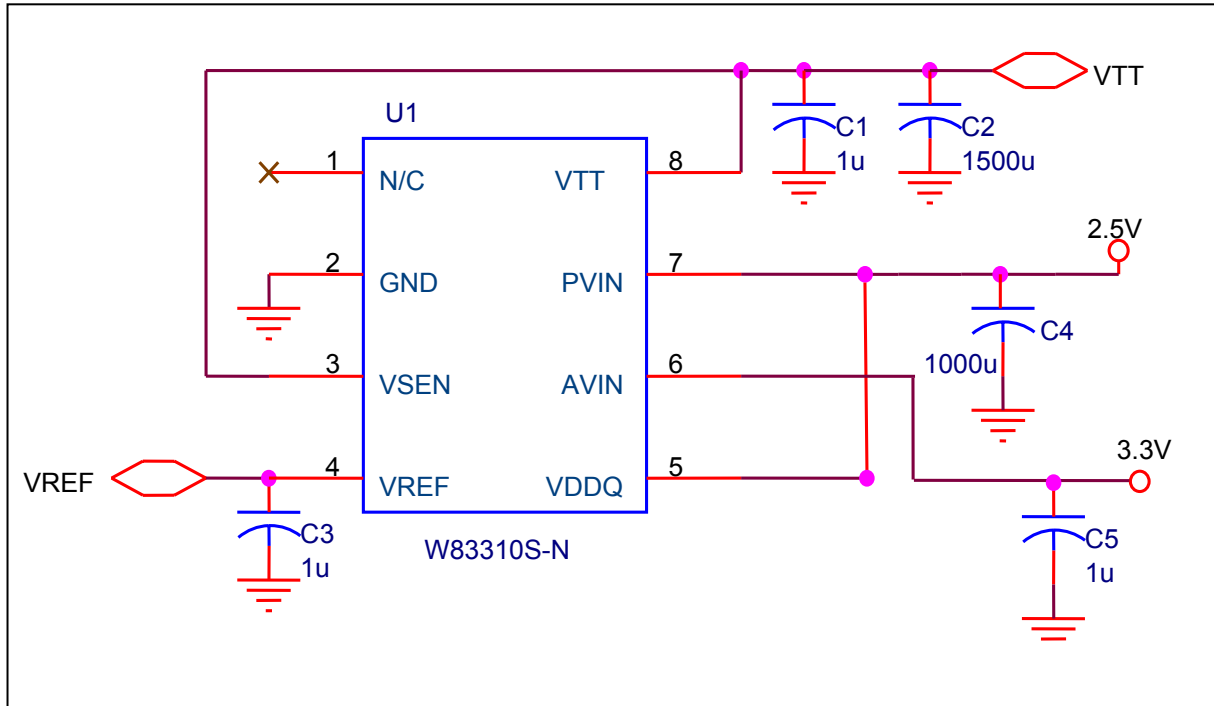 VTT
U1
C1
C2
1u
1500u
1
N/C
VTT
8
2.5V
2
GND
PVIN
7
C4
1000u
3
VSEN
AVIN
6
3.3V
VREF
4
VREF
VDDQ
5
C3
1u
W83310S-N
C5
1u